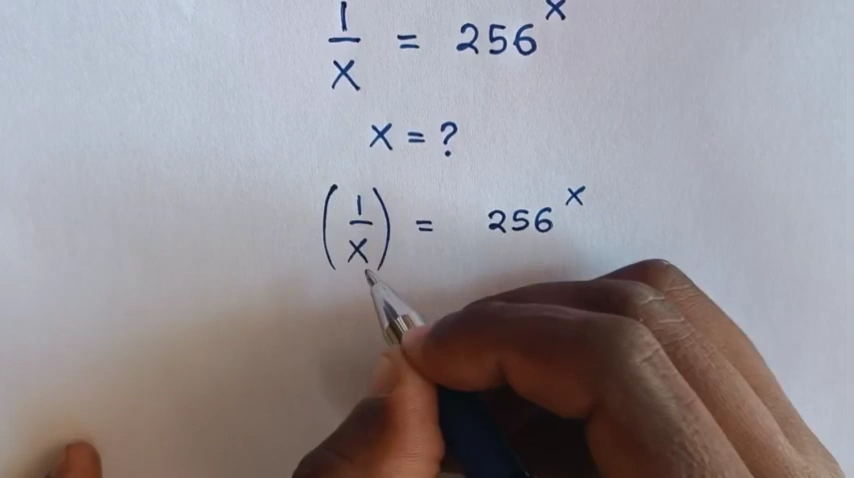 1/x = 256^x
x = ?
(1/x) = 256^x